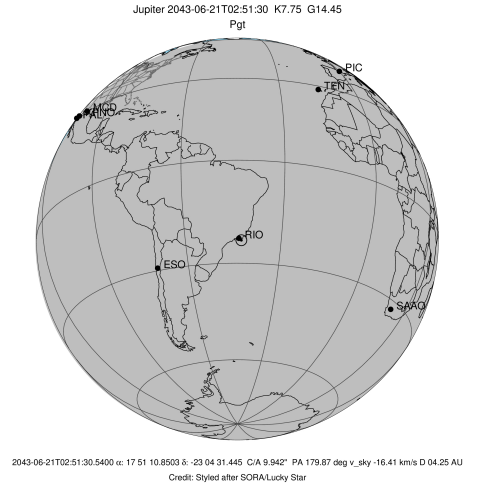 Jupiter 2043-06-21T02:51:30 K7.75 G14.45
Pgt
PIC
TEN
MCD
RIO
ESO
SAAO
2043-06-21T02:51:30.5400 α: 17 51 10.8503 δ: -23 04 31.445 C/A 9.942" PA 179.87 deg v_sky -16.41 km/s D 04.25 AU
Credit: Styled after SORA/Lucky Star